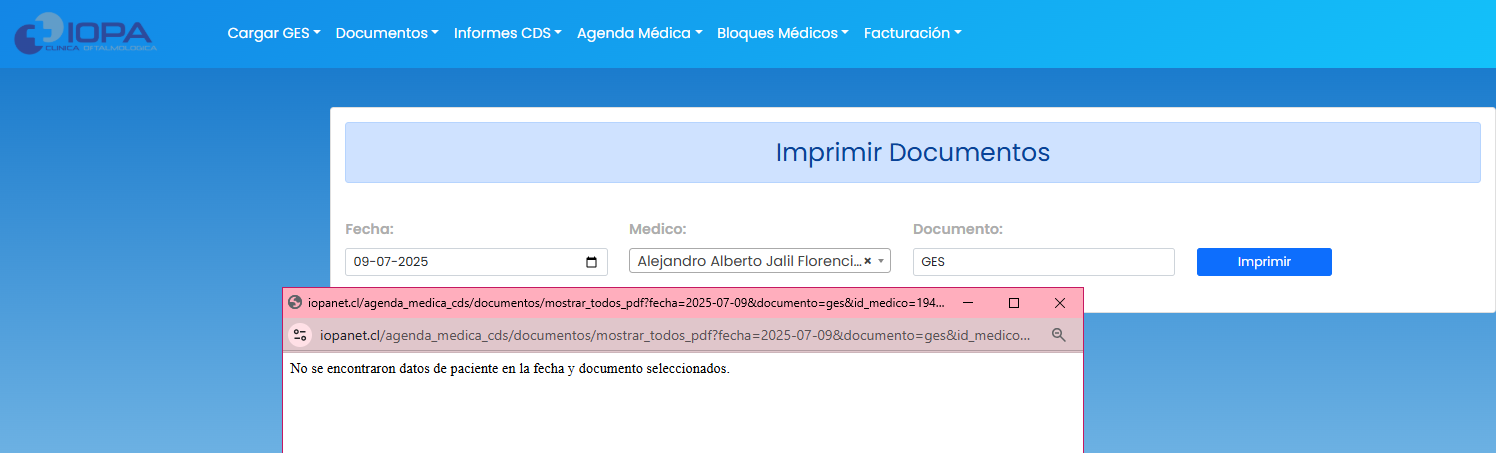 IOPA
CLINICA OFTALMOLOGICA
Cargar GES Documentos Informes CDS Agenda Médica Bloques Médicos Facturación
Imprimir Documentos
Fecha: Medico: Documento:
09-07-2025 Alejandro Alberto Jalil Florenci... × GES Imprimir
iopanet.cl/agenda_medica_cds/documentos/mostrar_todos_pdf?fecha=2025-07-09&documento=ges&id_medico=194...
iopanet.cl/agenda_medica_cds/documentos/mostrar_todos_pdf?fecha=2025-07-09&documento=ges&id_medico...
No se encontraron datos de paciente en la fecha y documento seleccionados.